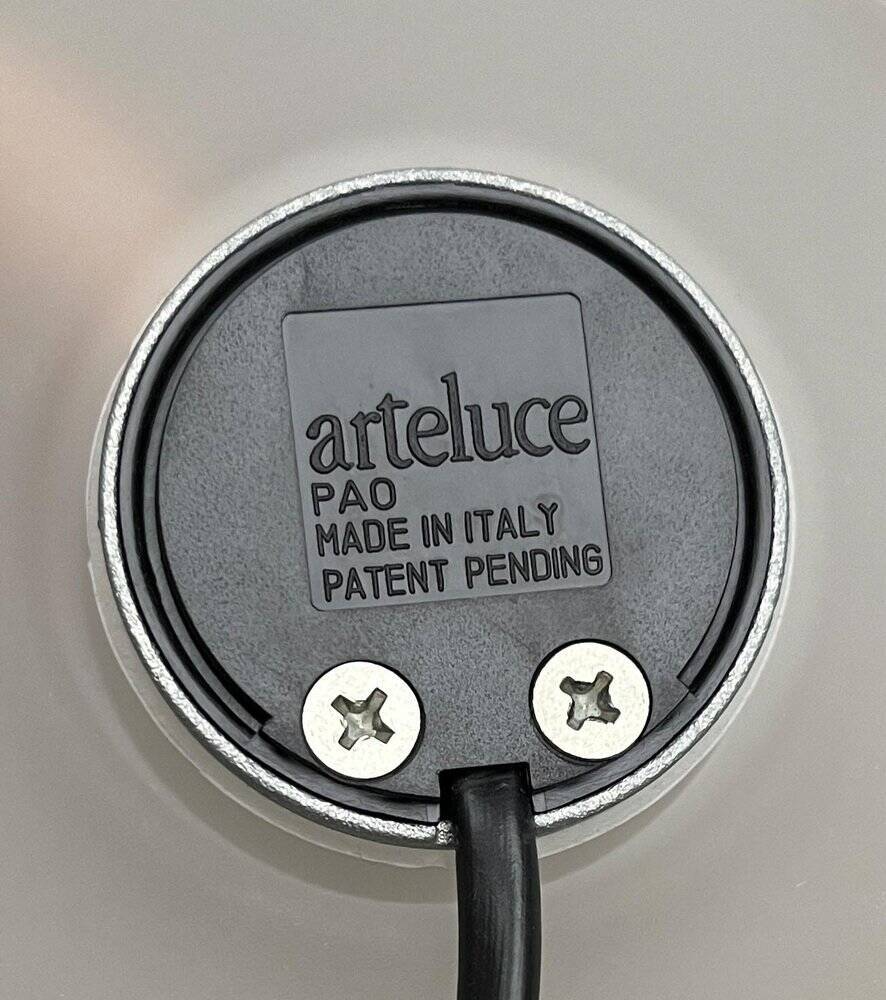 arteluce
PAO
MADE IN ITALY
PATENT PENDING